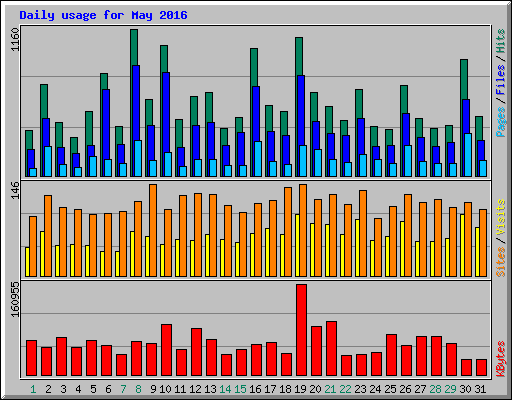 Daily usage for May 2016
1160
Pages / Files / Hits
146
Sites / Visits
160955
KBytes
1 2 3 4 5 6 7 8 9 10 11 12 13 14 15 16 17 18 19 20 21 22 23 24 25 26 27 28 29 30 31